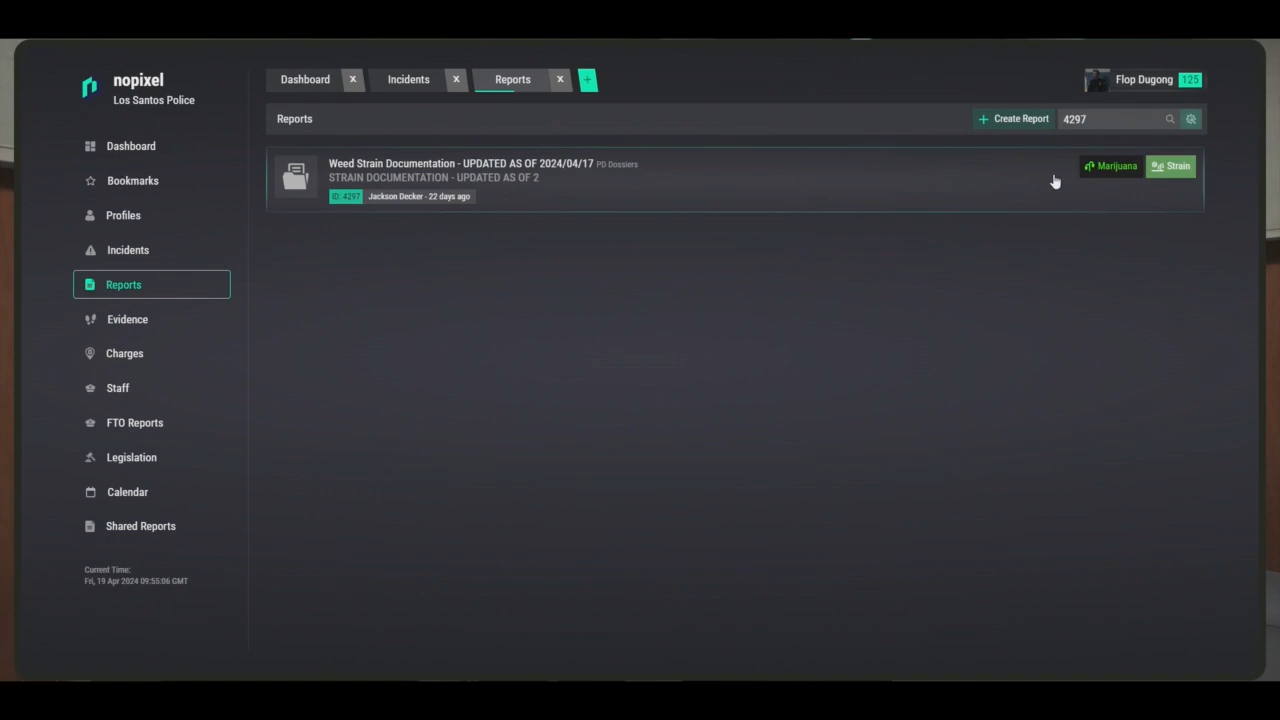 nopixel
Los Santos Police
Dashboard
Bookmarks
Profiles
Incidents
Reports
Evidence
Charges
Staff
FTO Reports
Legislation
Calendar
Shared Reports
Current Time:
Fri, 19 Apr 2024 09:55:06 GMT
Dashboard x Incidents x Reports x +
Flop Dugong 125
Reports
+ Create Report 4297
Weed Strain Documentation - UPDATED AS OF 2024/04/17 PD Dossiers
STRAIN DOCUMENTATION - UPDATED AS OF 2
ID: 4297 Jackson Decker - 22 days ago
Marijuana Strain